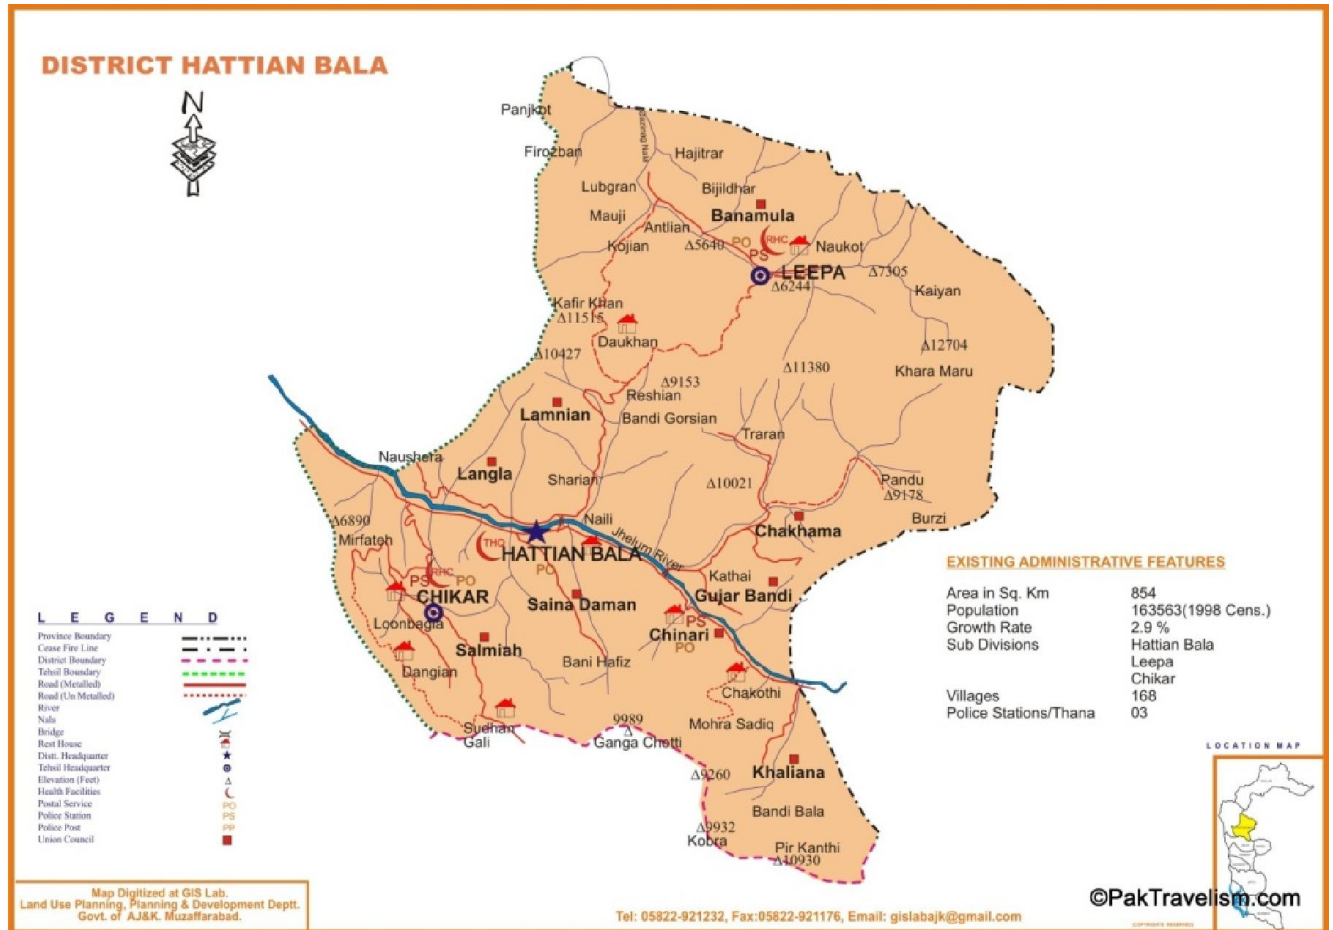 DISTRICT HATTIAN BALA
N
Panjkot
Firozban
Hajitrar
Lubgran
Bijildhar
Mauji
Banamula
Antlian
Kojian
Δ5640
PO
RHC
PS
Naukot
LEEPA
Δ7305
Δ6244
Kaiyan
Kafir Khan
Δ11515
Daukhan
Δ12704
Δ10427
Δ11380
Khara Maru
Δ9153
Reshian
Lamnian
Bandi Gorsian
Traran
Naushera
Langla
Sharian
Δ10021
Pandu
Δ9178
Burzi
Δ6890
Naili
Chakhama
Mirfateh
THQ
HATTIAN BALA
Jhelum River
PO
Kathai
PS
RHC
PO
CHIKAR
Gujar Bandi
Saina Daman
Loonbagla
PS
Chinari
PO
Salmiah
Bani Hafiz
Dangian
Chakothi
Sudhan
Gali
9989
Δ
Ganga Chotti
Mohra Sadiq
Δ9260
Khaliana
Bandi Bala
Δ9932
Kobra
Pir Kanthi
Δ10930
EXISTING ADMINISTRATIVE FEATURES
Area in Sq. Km 854
Population 163563(1998 Cens.)
Growth Rate 2.9 %
Sub Divisions Hattian Bala
Leepa
Chikar
Villages 168
Police Stations/Thana 03
L E G E N D
Province Boundary
Cease Fire Line
District Boundary
Tehsil Boundary
Road (Metalled)
Road (Un Metalled)
River
Nala
Bridge
Rest House
Distt. Headquarter
Tehsil Headquarter
Elevation (Feet) Δ
Health Facilities
Postal Service PO
Police Station PS
Police Post PP
Union Council
LOCATION MAP
Map Digitized at GIS Lab.
Land Use Planning, Planning & Development Deptt.
Govt. of AJ&K. Muzaffarabad.
Tel: 05822-921232, Fax:05822-921176, Email: gislabajk@gmail.com
©PakTravelism.com
(COPYRIGHTS RESERVED)